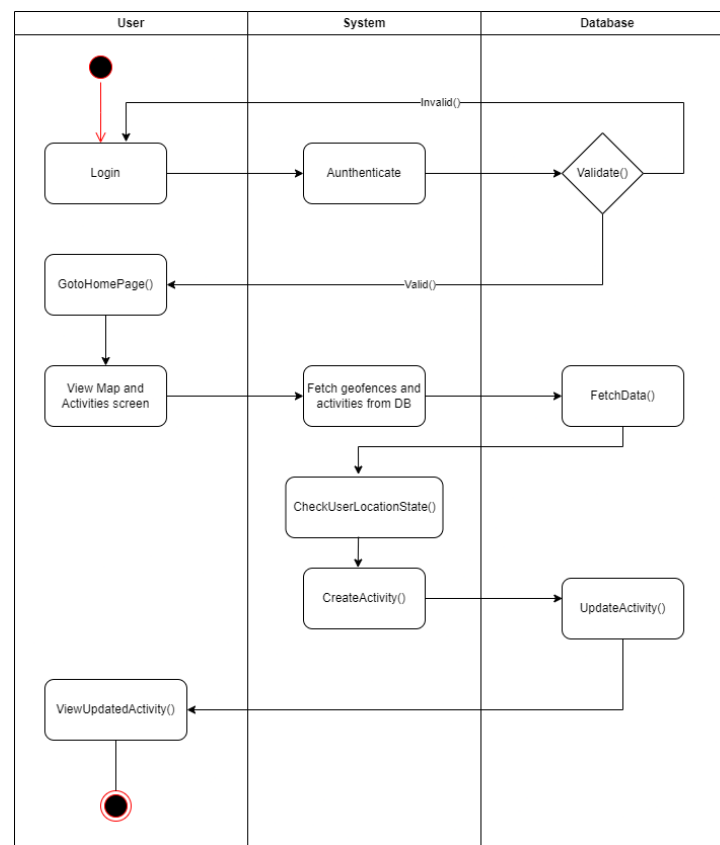 User
System
Database
Invalid()
Login
Aunthenticate
Validate()
GotoHomePage()
Valid()
View Map and
Activities screen
Fetch geofences and
activities from DB
FetchData()
CheckUserLocationState()
CreateActivity()
UpdateActivity()
ViewUpdatedActivity()